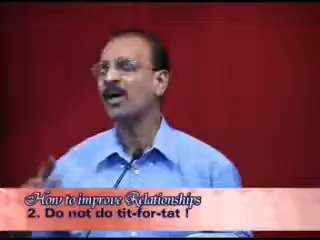 How to improve Relationships
2. Do not do tit-for-tat !